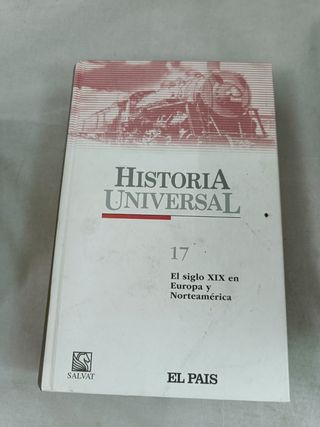 HISTORIA
UNIVERSAL
17
El siglo XIX en
Europa y
Norteamérica
SALVAT
EL PAIS